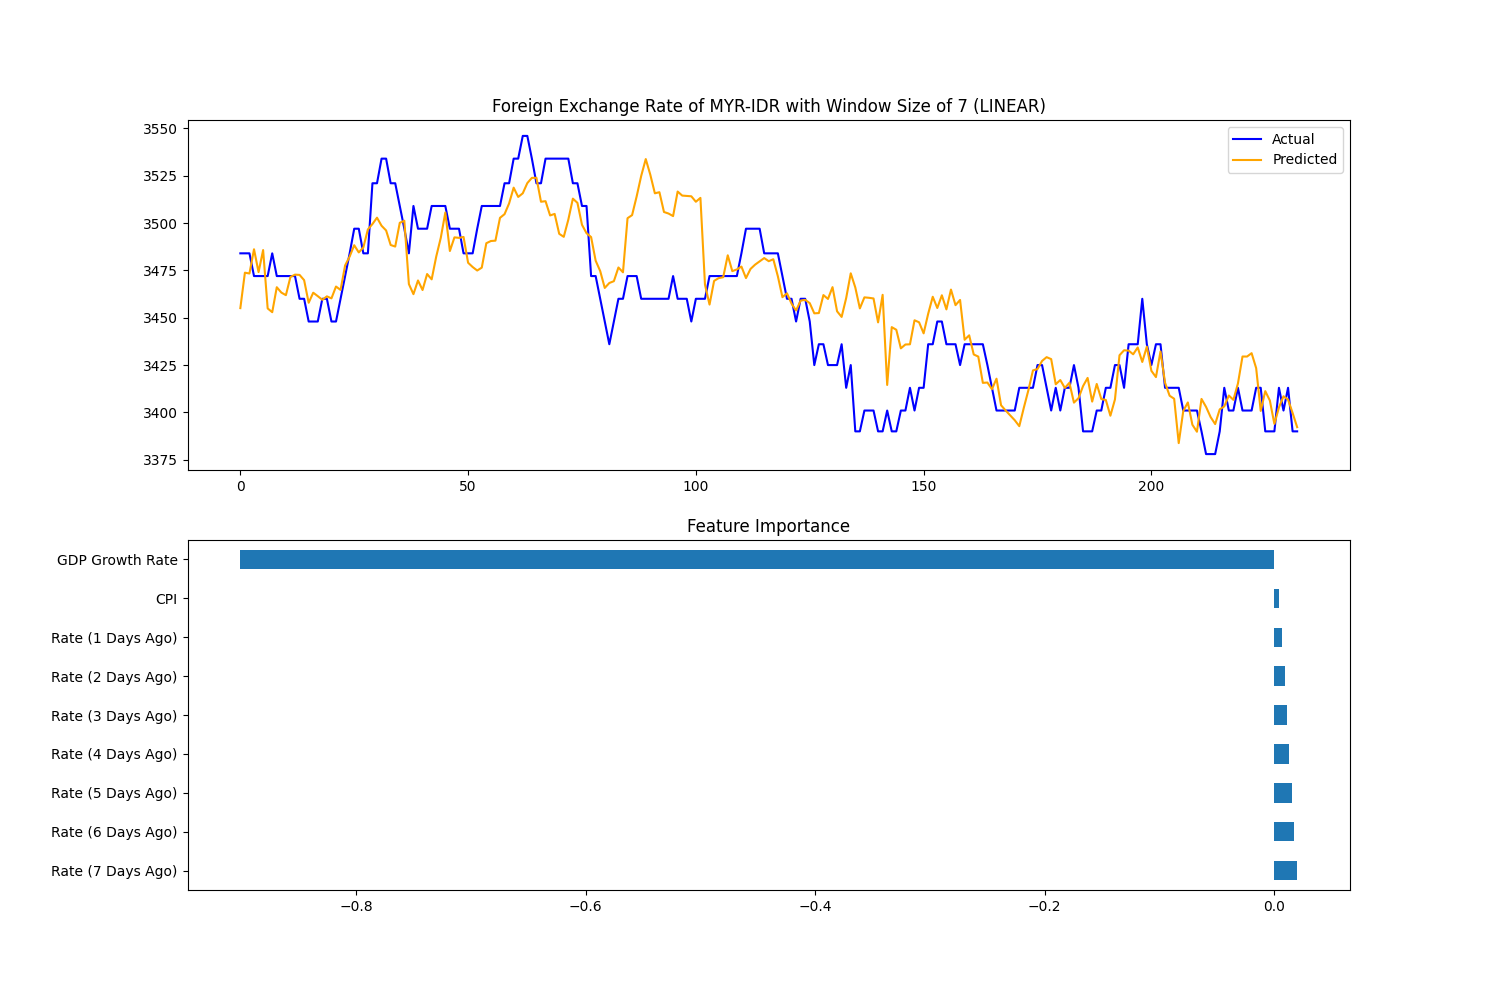 Foreign Exchange Rate of MYR-IDR with Window Size of 7 (LINEAR)
3550
3525
3500
3475
3450
3425
3400
3375
Actual
Predicted
0 50 100 150 200
Feature Importance
GDP Growth Rate
CPI
Rate (1 Days Ago)
Rate (2 Days Ago)
Rate (3 Days Ago)
Rate (4 Days Ago)
Rate (5 Days Ago)
Rate (6 Days Ago)
Rate (7 Days Ago)
−0.8 −0.6 −0.4 −0.2 0.0